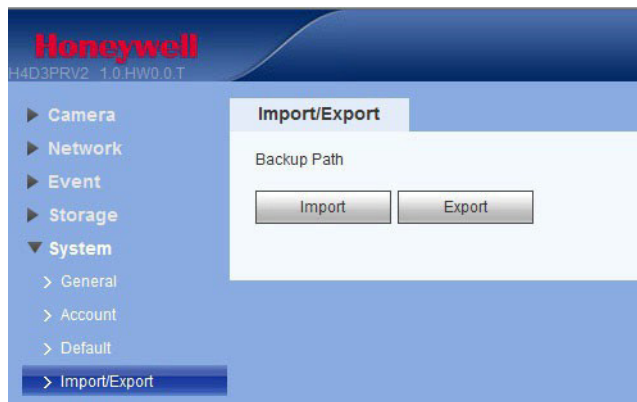 Honeywell
H4D3PRV2 1.0.HW0.0.T
Camera
Network
Event
Storage
System
General
Account
Default
Import/Export
Import/Export
Backup Path
Import Export